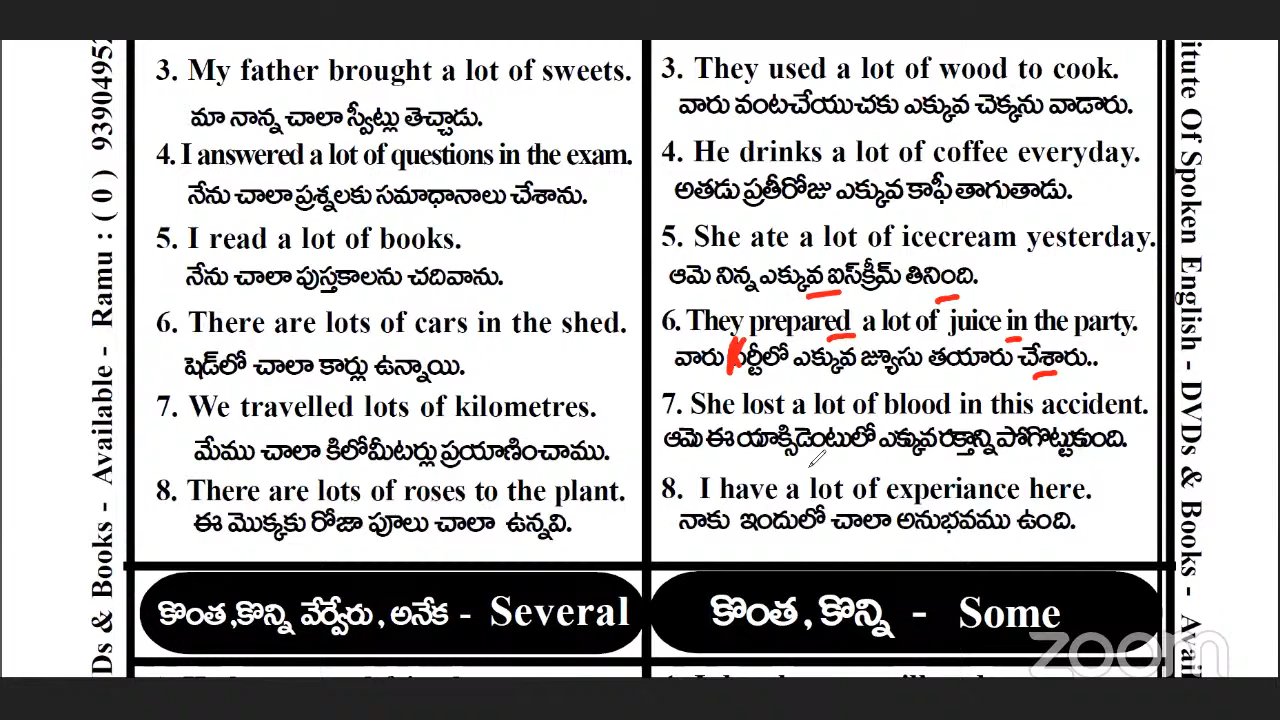 3. My father brought a lot of sweets.
మా నాన్న చాలా స్వీట్లు తెచ్చాడు.
4. I answered a lot of questions in the exam.
నేను చాలా ప్రశ్నలకు సమాధానాలు చేశాను.
5. I read a lot of books.
నేను చాలా పుస్తకాలను చదివాను.
6. There are lots of cars in the shed.
షెడ్‌లో చాలా కార్లు ఉన్నాయి.
7. We travelled lots of kilometres.
మేము చాలా కిలోమీటర్లు ప్రయాణించాము.
8. There are lots of roses to the plant.
ఈ మొక్కకు రోజా పూలు చాలా ఉన్నవి.
కొంత,కొన్ని వేర్వేరు, అనేక - Several
3. They used a lot of wood to cook.
వారు వంటచేయుచకు ఎక్కువ చెక్కను వాడారు.
4. He drinks a lot of coffee everyday.
అతడు ప్రతీరోజు ఎక్కువ కాఫీ తాగుతాడు.
5. She ate a lot of icecream yesterday.
ఆమె నిన్న ఎక్కువ ఐస్‌క్రీమ్ తినింది.
6. They prepared a lot of juice in the party.
వారు ఎక్కువ జ్యూసు తయారు చేశారు..
7. She lost a lot of blood in this accident.
ఆమె ఈ యాక్సిడెంటులో ఎక్కువ రక్తాన్ని పోగొట్టుకుంది.
8. I have a lot of experiance here.
నాకు ఇందులో చాలా అనుభవము ఉంది.
కొంత, కొన్ని - Some
Ds & Books - Available - Ramu : ( 0 )
itute Of Spoken English - DVDs & Books - Avail
zoom